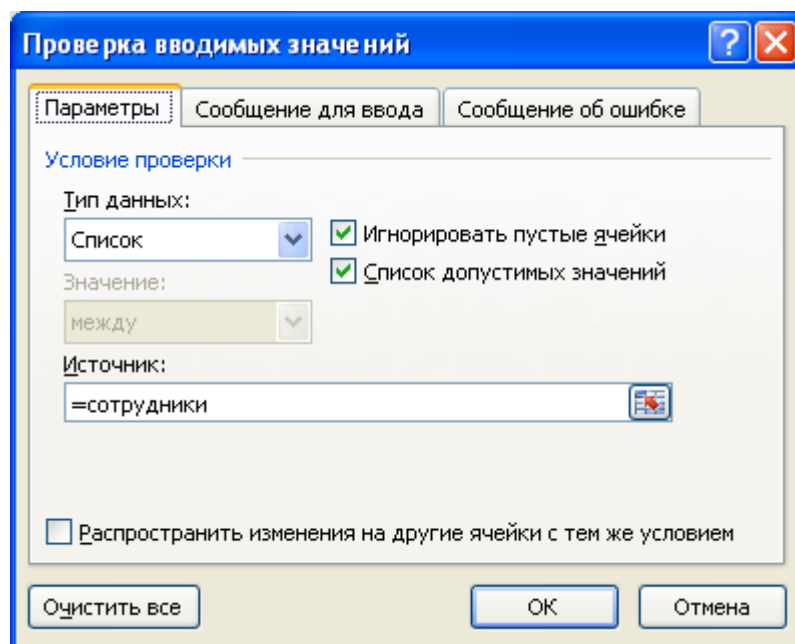 Проверка вводимых значений
Параметры Сообщение для ввода Сообщение об ошибке
Условие проверки
Тип данных:
Список
Игнорировать пустые ячейки
Список допустимых значений
Значение:
между
Источник:
=сотрудники
Распространить изменения на другие ячейки с тем же условием
Очистить все ОК Отмена